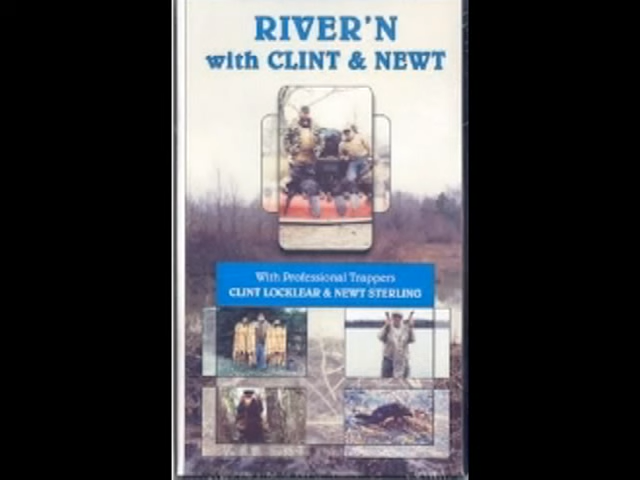 RIVER'N
with CLINT & NEWT
With Professional Trappers
CLINT LOCKLEAR & NEWT STERLING